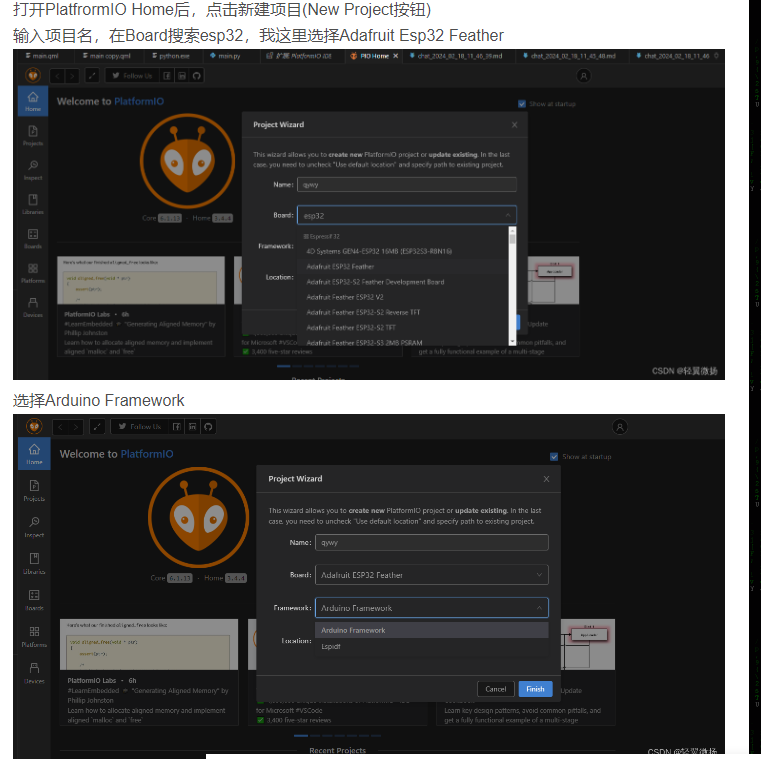 打开PlatfromIO Home后，点击新建项目(New Project按钮)
输入项目名，在Board搜索esp32，我这里选择Adafruit Esp32 Feather
main.qml
main copy.qml
python.exe
main.py
扩展: PlatformIO IDE
PIO Home
chat_2024_02_18_11_46_39.md
chat_2024_02_18_11_45_48.md
chat_2024_02_18_11_46
Follow Us
Home
Welcome to PlatformIO
Show at startup
Projects
Inspect
Libraries
Boards
Platforms
Devices
Core 6.1.13 · Home 3.4.4
Project Wizard
This wizard allows you to create new PlatformIO project or update existing. In the last
case, you need to uncheck "Use default location" and specify path to existing project.
Name: qywy
Board: esp32
Framework:
Location:
Espressif 32
4D Systems GEN4-ESP32 16MB (ESP32S3-R8N16)
Adafruit ESP32 Feather
Adafruit ESP32-S2 Feather Development Board
Adafruit Feather ESP32 V2
Adafruit Feather ESP32-S2 Reverse TFT
Adafruit Feather ESP32-S2 TFT
Adafruit Feather ESP32-S3 2MB PSRAM
PlatformIO Labs • 6h
#LearnEmbedded "Generating Aligned Memory" by
Phillip Johnston
Learn how to allocate aligned memory and implement
aligned `malloc` and `free`
for Microsoft #VSCode
3,400 five-star reviews
Update
common pitfalls, and
get a fully functional example of a multi-stage
Recent Projects
CSDN @轻翼微扬
选择Arduino Framework
Follow Us
Home
Welcome to PlatformIO
Show at startup
Projects
Inspect
Libraries
Boards
Platforms
Devices
Core 6.1.13 · Home 3.4.4
Project Wizard
This wizard allows you to create new PlatformIO project or update existing. In the last
case, you need to uncheck "Use default location" and specify path to existing project.
Name: qywy
Board: Adafruit ESP32 Feather
Framework: Arduino Framework
Arduino Framework
Espidf
Location:
Cancel
Finish
PlatformIO Labs • 6h
#LearnEmbedded "Generating Aligned Memory" by
Phillip Johnston
Learn how to allocate aligned memory and implement
aligned `malloc` and `free`
for Microsoft #VSCode
3,400 five-star reviews
Update
Learn key design patterns, avoid common pitfalls, and
get a fully functional example of a multi-stage
Recent Projects
CSDN @轻翼微扬